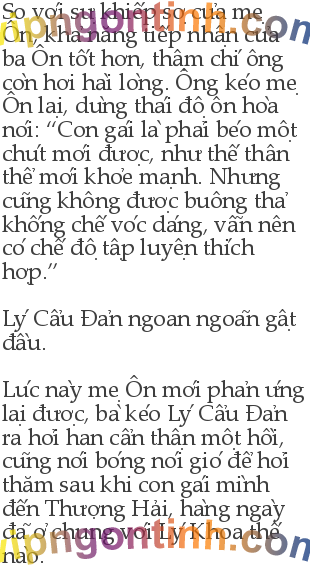 So với sự khiếp sợ của mẹ
Ôn, khả năng tiếp nhận của
ba Ôn tốt hơn, thậm chí ông
còn hơi hài lòng. Ông kéo mẹ
Ôn lại, dùng thái độ ôn hòa
nói: “Con gái là phải béo một
chút mới được, như thế thân
thể mới khỏe mạnh. Nhưng
cũng không được buông thả
khống chế vóc dáng, vẫn nên
có chế độ tập luyện thích
hợp.”
Lý Cẩu Đản ngoan ngoãn gật
đầu.
Lúc này mẹ Ôn mới phản ứng
lại được, bà kéo Lý Cẩu Đản
ra hỏi han cẩn thận một hồi,
cũng nói bóng nói gió để hỏi
thăm sau khi con gái mình
đến Thượng Hải, hàng ngày
đã ở chung với Lý Khoa thế
nào.